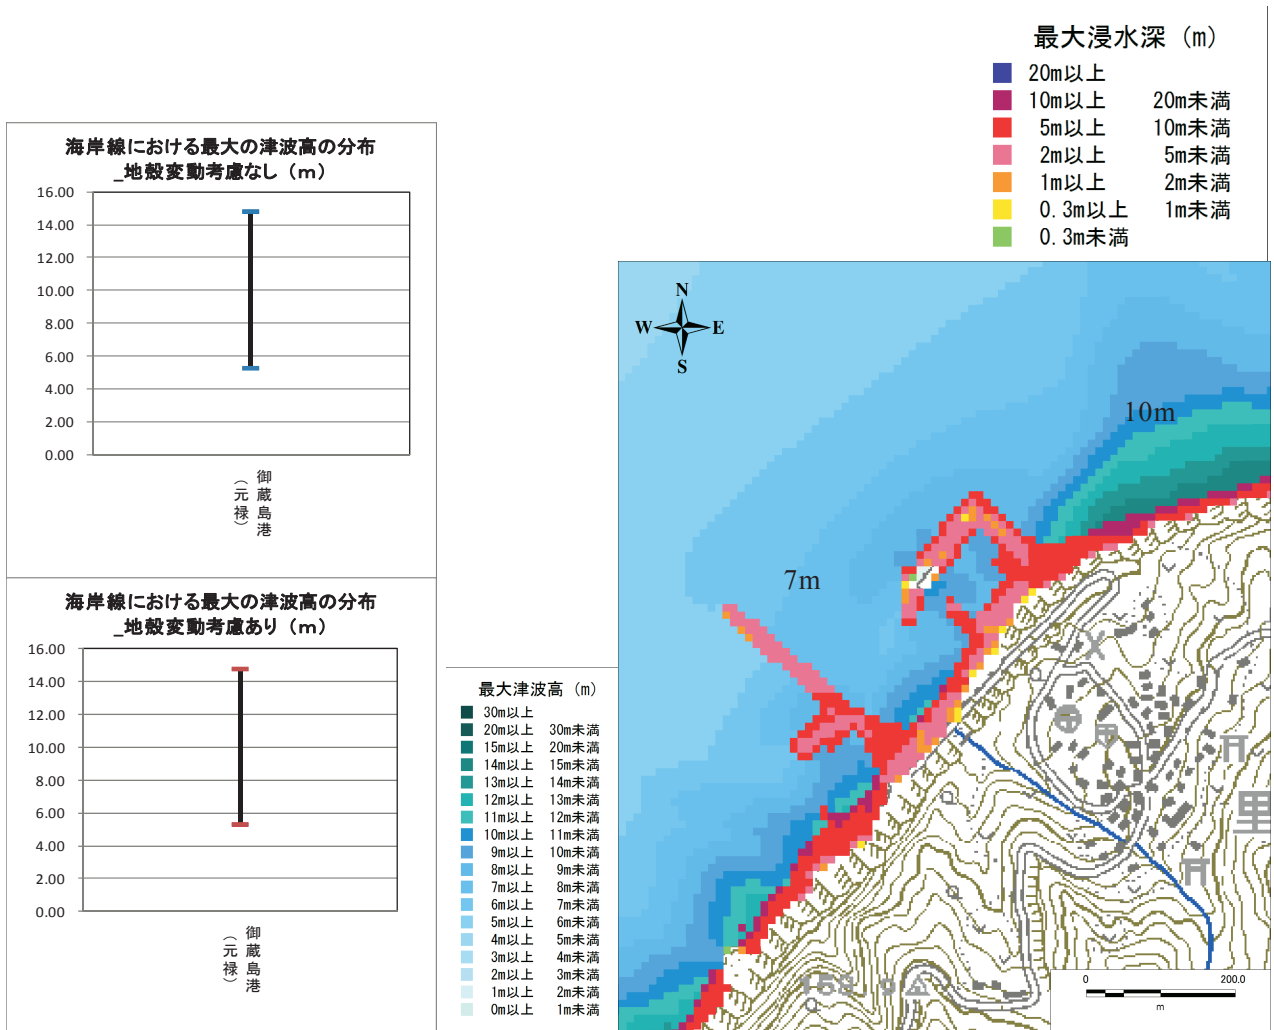 海岸線における最大の津波高の分布
_地殻変動考慮なし（m）
16.00
14.00
12.00
10.00
8.00
6.00
4.00
2.00
0.00
御蔵島港
（元禄）
海岸線における最大の津波高の分布
_地殻変動考慮あり（m）
16.00
14.00
12.00
10.00
8.00
6.00
4.00
2.00
0.00
御蔵島港
（元禄）
最大津波高（m）
30m以上
20m以上 30m未満
15m以上 20m未満
14m以上 15m未満
13m以上 14m未満
12m以上 13m未満
11m以上 12m未満
10m以上 11m未満
9m以上 10m未満
8m以上 9m未満
7m以上 8m未満
6m以上 7m未満
5m以上 6m未満
4m以上 5m未満
3m以上 4m未満
2m以上 3m未満
1m以上 2m未満
0m以上 1m未満
最大浸水深（m）
20m以上
10m以上 20m未満
5m以上 10m未満
2m以上 5m未満
1m以上 2m未満
0.3m以上 1m未満
0.3m未満
N
W E
S
10m
7m
里
0 200.0
m